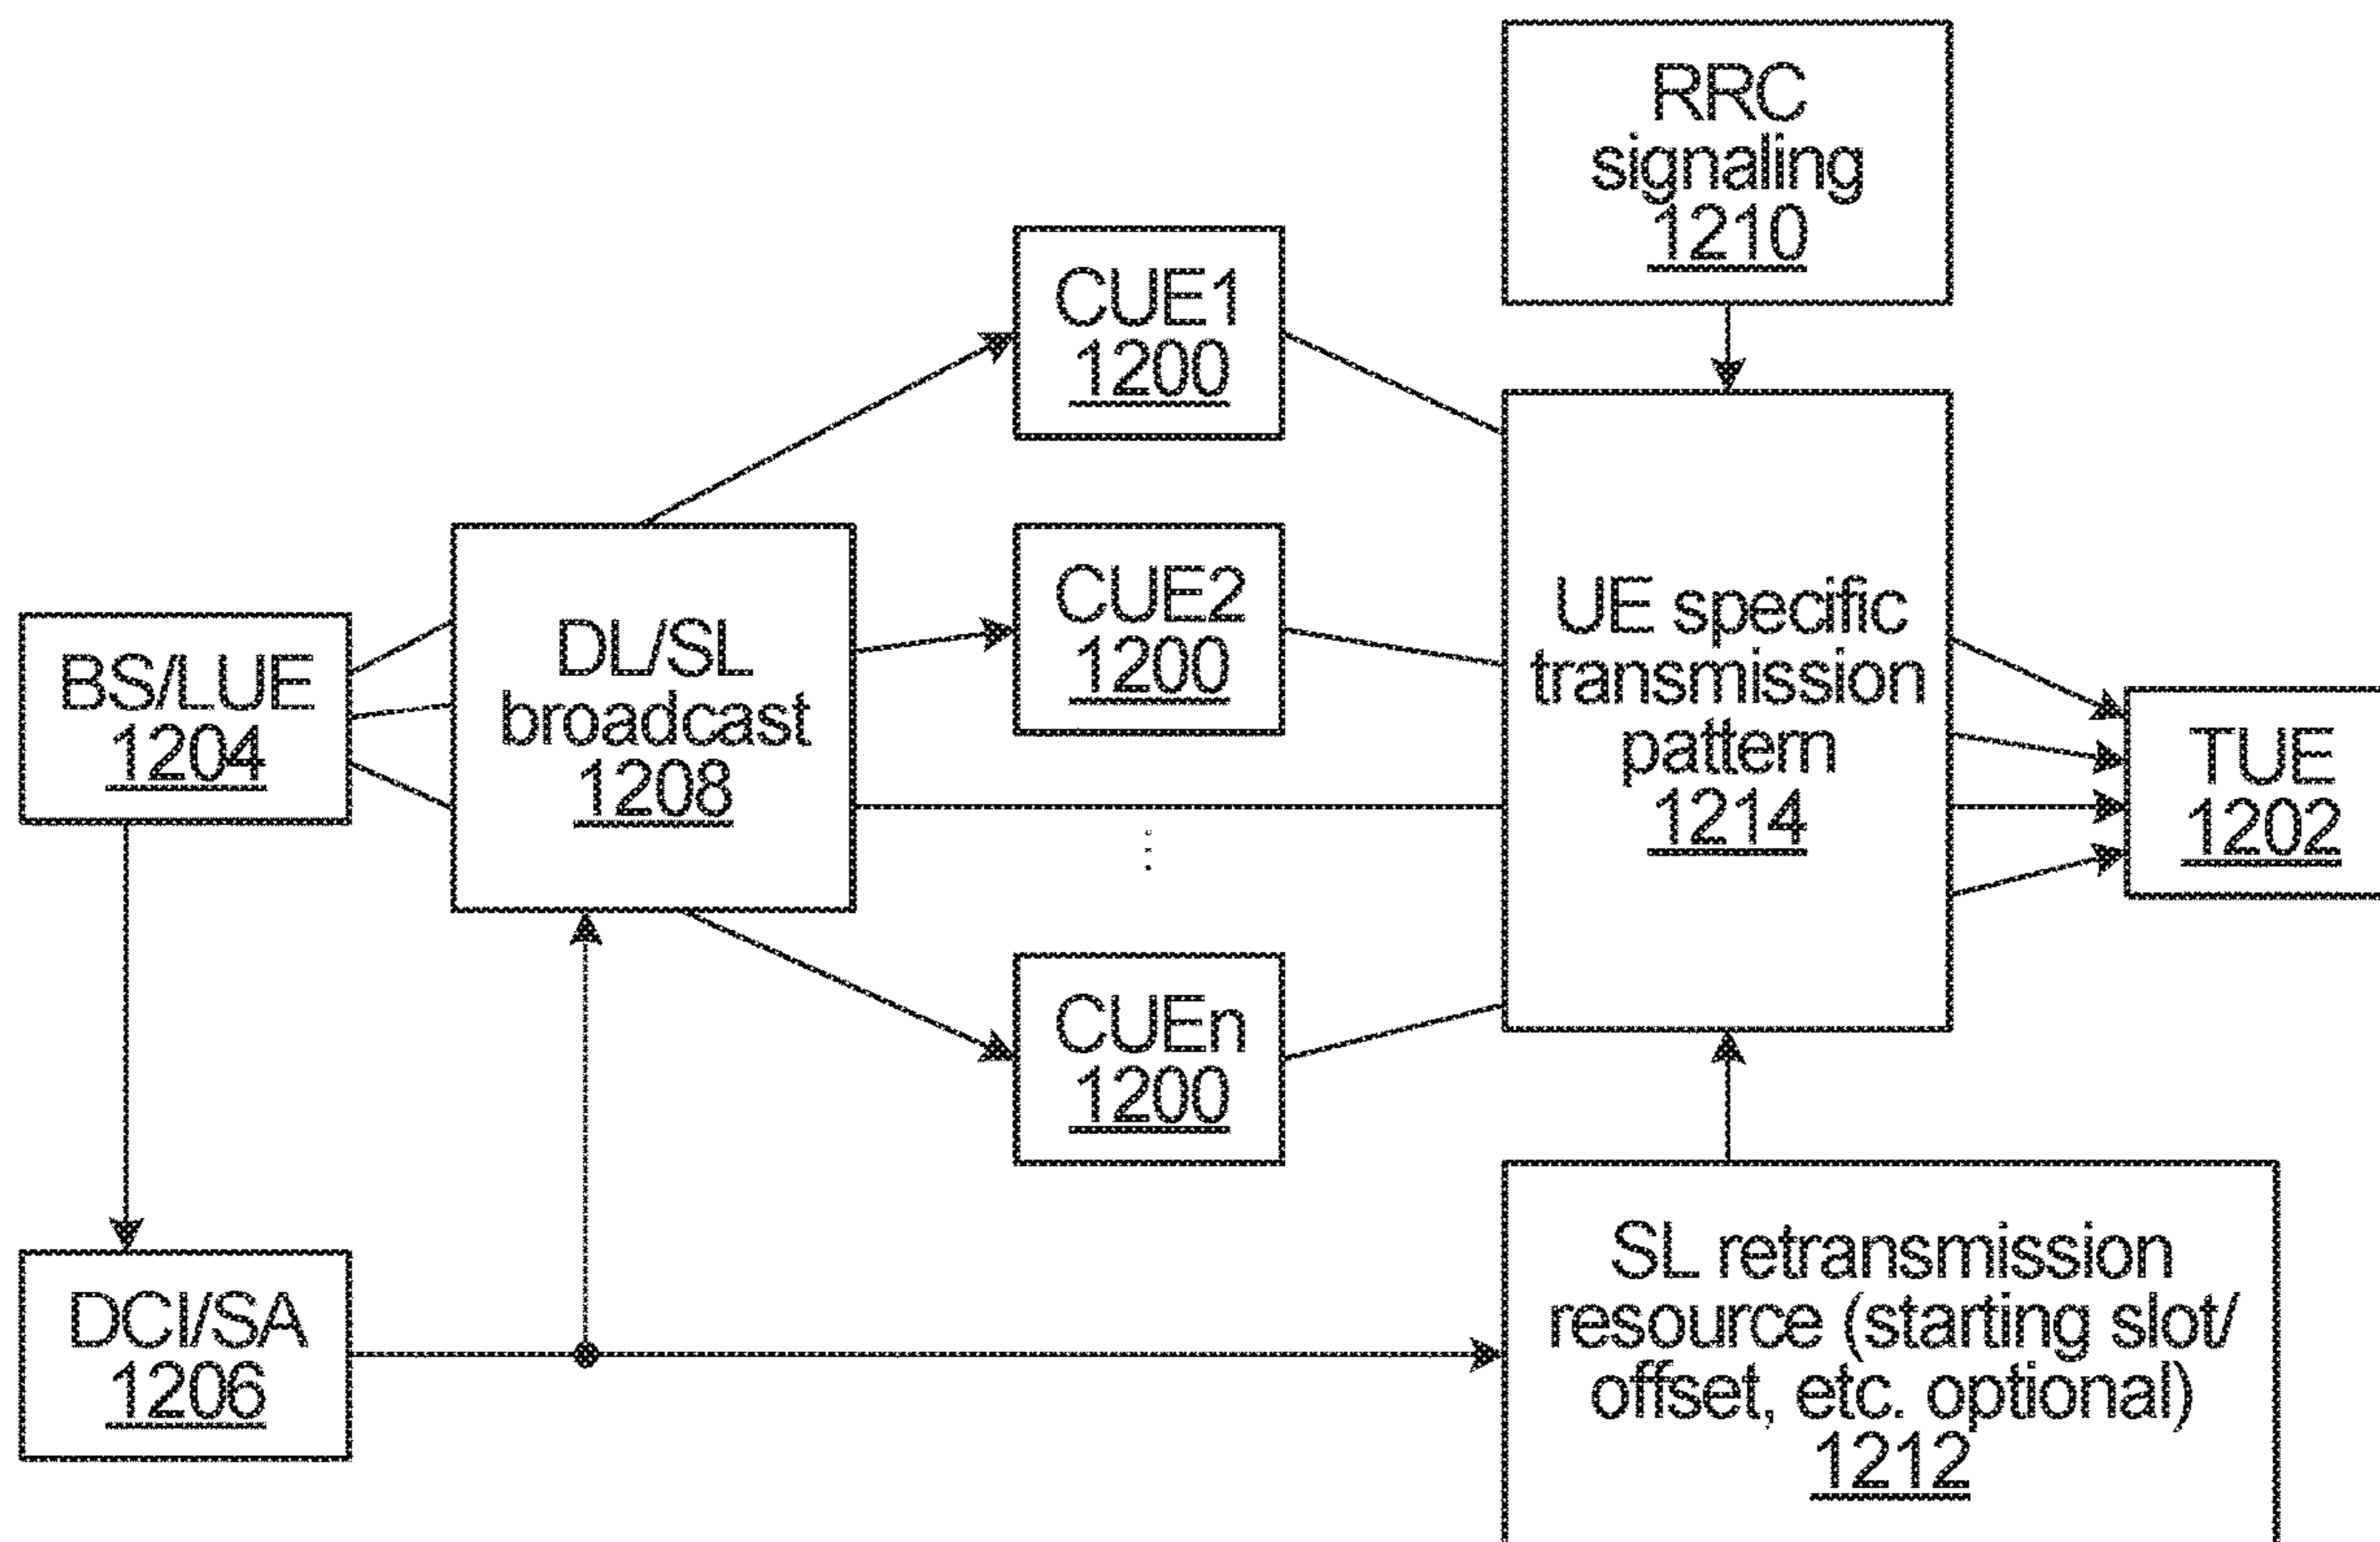 RRC
signaling
1210
CUE1
1200
CUE2
1200
BS/LUE
1204
DL/SL
broadcast
1208
UE specific
transmission
pattern
1214
TUE
1202
CUEn
1200
DCI/SA
1206
SL retransmission
resource (starting slot/
offset, etc. optional)
1212